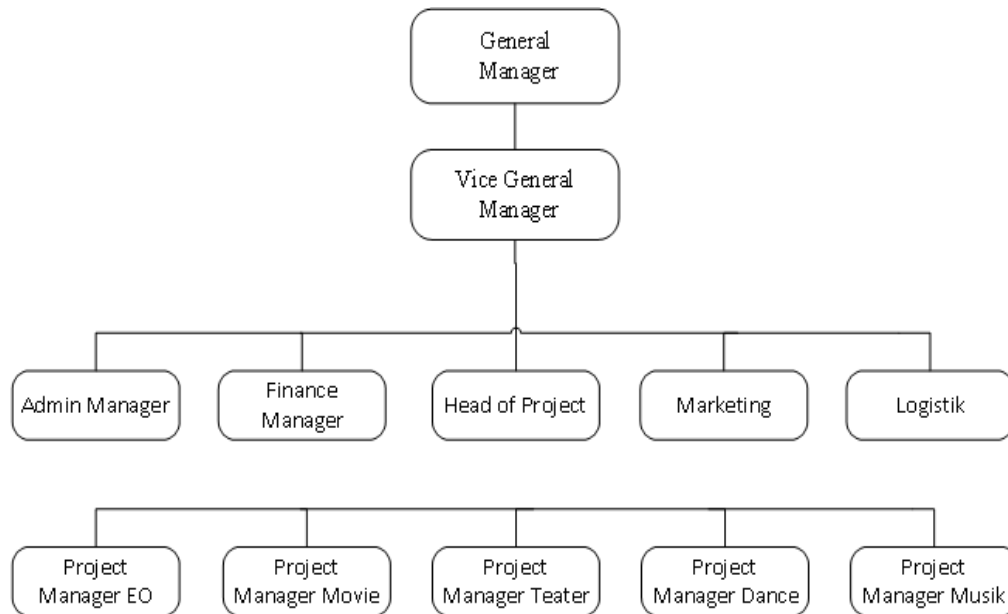 General
Manager
Vice General
Manager
Admin Manager
Finance
Manager
Head of Project
Marketing
Logistik
Project
Manager EO
Project
Manager Movie
Project
Manager Teater
Project
Manager Dance
Project
Manager Musik